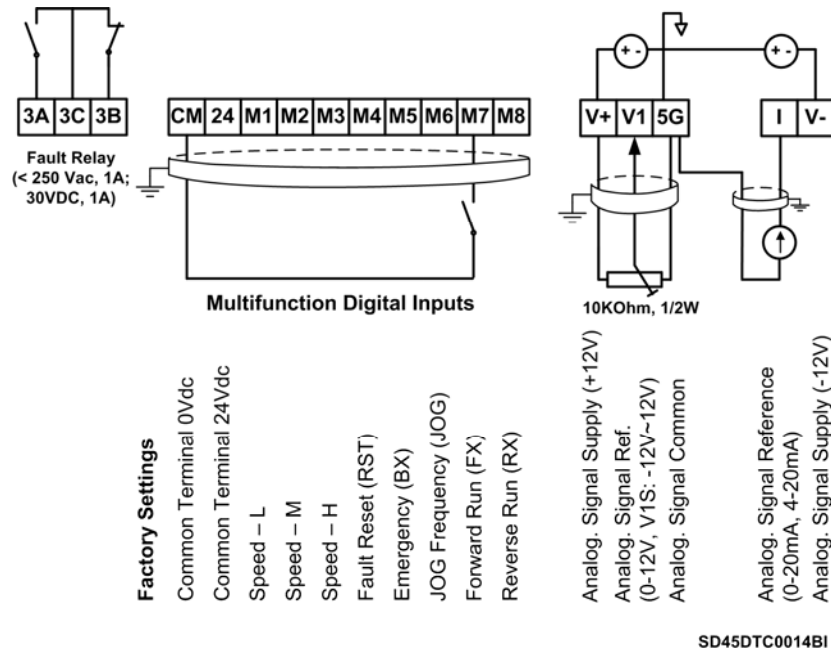 + -
+ -
3A 3C 3B
CM 24 M1 M2 M3 M4 M5 M6 M7 M8
V+ V1 5G
I V-
Fault Relay
(< 250 Vac, 1A;
30VDC, 1A)
Multifunction Digital Inputs
10KOhm, 1/2W
Factory Settings
Common Terminal 0Vdc
Common Terminal 24Vdc
Speed – L
Speed – M
Speed – H
Fault Reset (RST)
Emergency (BX)
JOG Frequency (JOG)
Forward Run (FX)
Reverse Run (RX)
Analog. Signal Supply (+12V)
Analog. Signal Ref.
(0-12V, V1S: -12V~12V)
Analog. Signal Common
Analog. Signal Reference
(0-20mA, 4-20mA)
Analog. Signal Supply (-12V)
SD45DTC0014BI